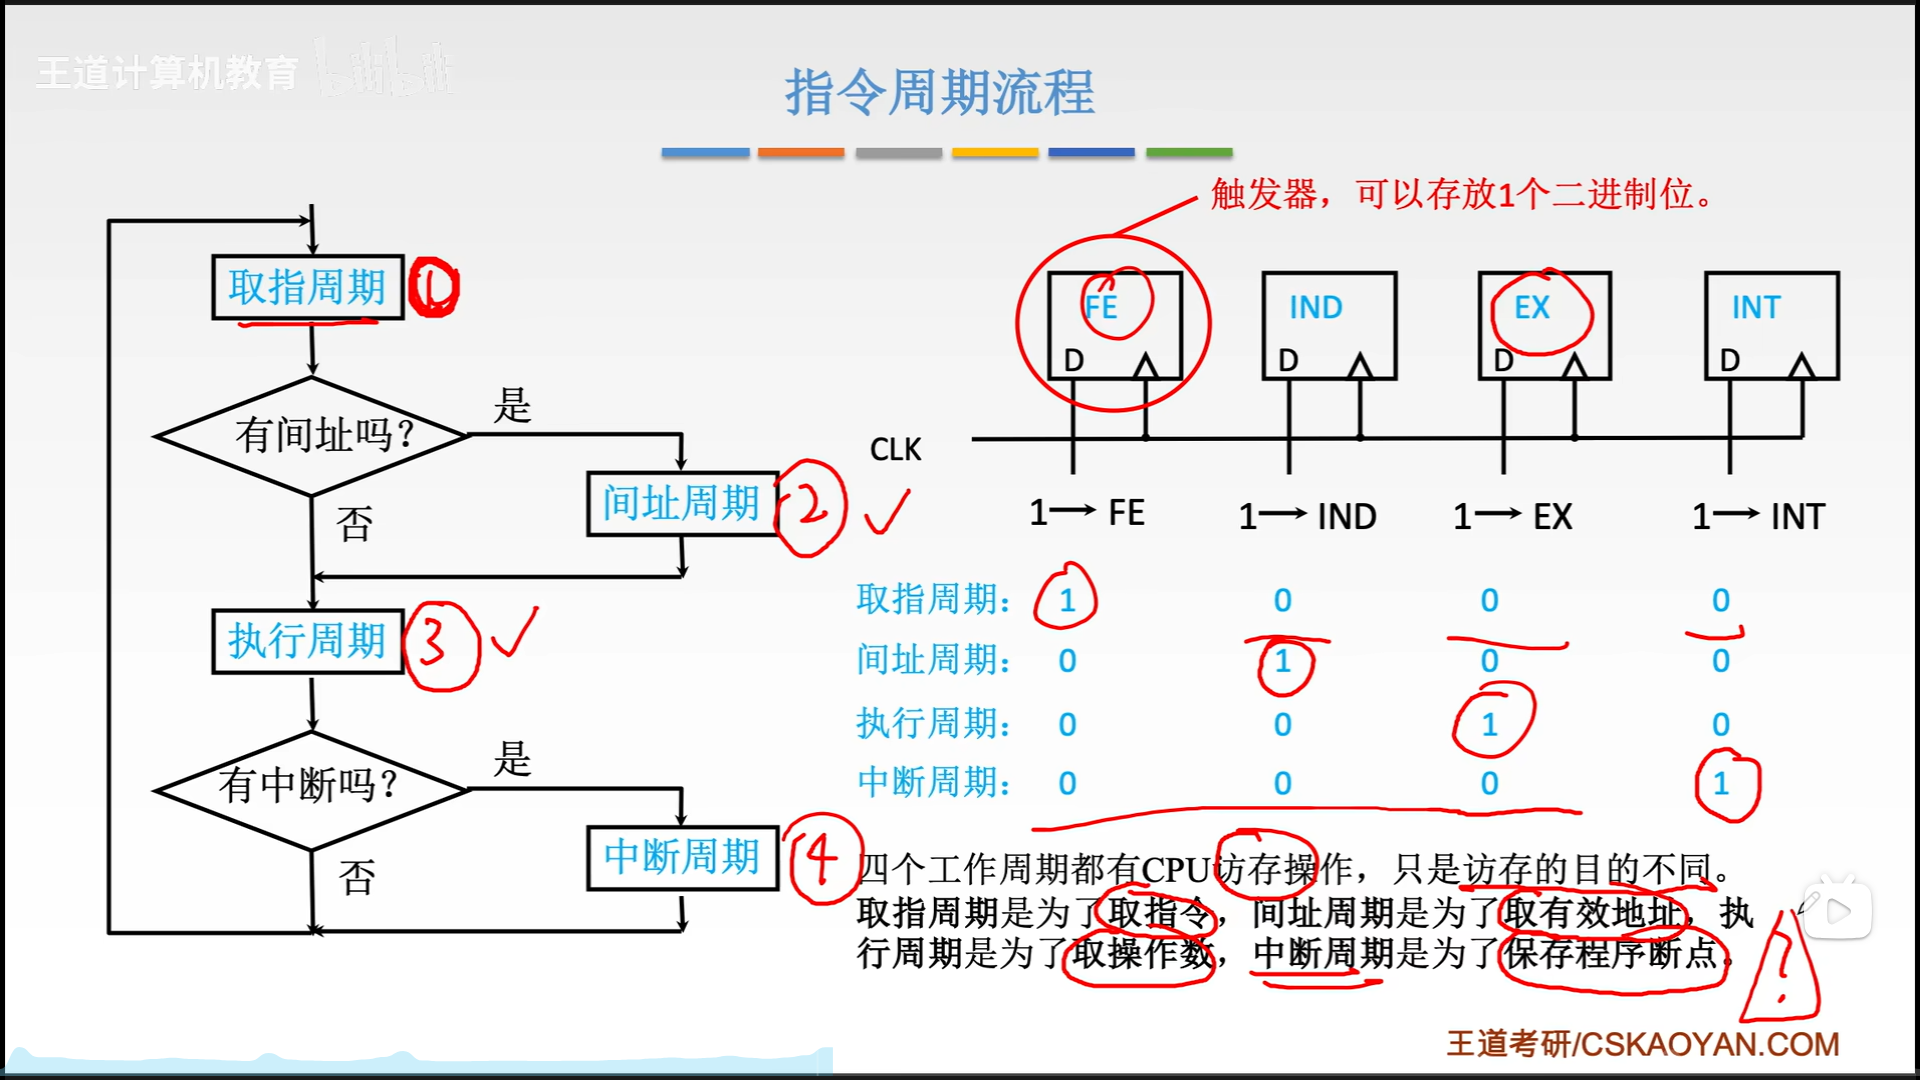 王道计算机教育 bilibili
指令周期流程
触发器，可以存放1个二进制位。
取指周期 1
有间址吗？
是
否
间址周期 2
执行周期 3
有中断吗？
是
否
中断周期 4
FE
D
IND
D
EX
D
INT
D
CLK
1→ FE
1→ IND
1→ EX
1→ INT
取指周期： 1 0 0 0
间址周期： 0 1 0 0
执行周期： 0 0 1 0
中断周期： 0 0 0 1
四个工作周期都有CPU访存操作，只是访存的目的不同。
取指周期是为了取指令，间址周期是为了取有效地址，执
行周期是为了取操作数，中断周期是为了保存程序断点。
王道考研/CSKAOYAN.COM